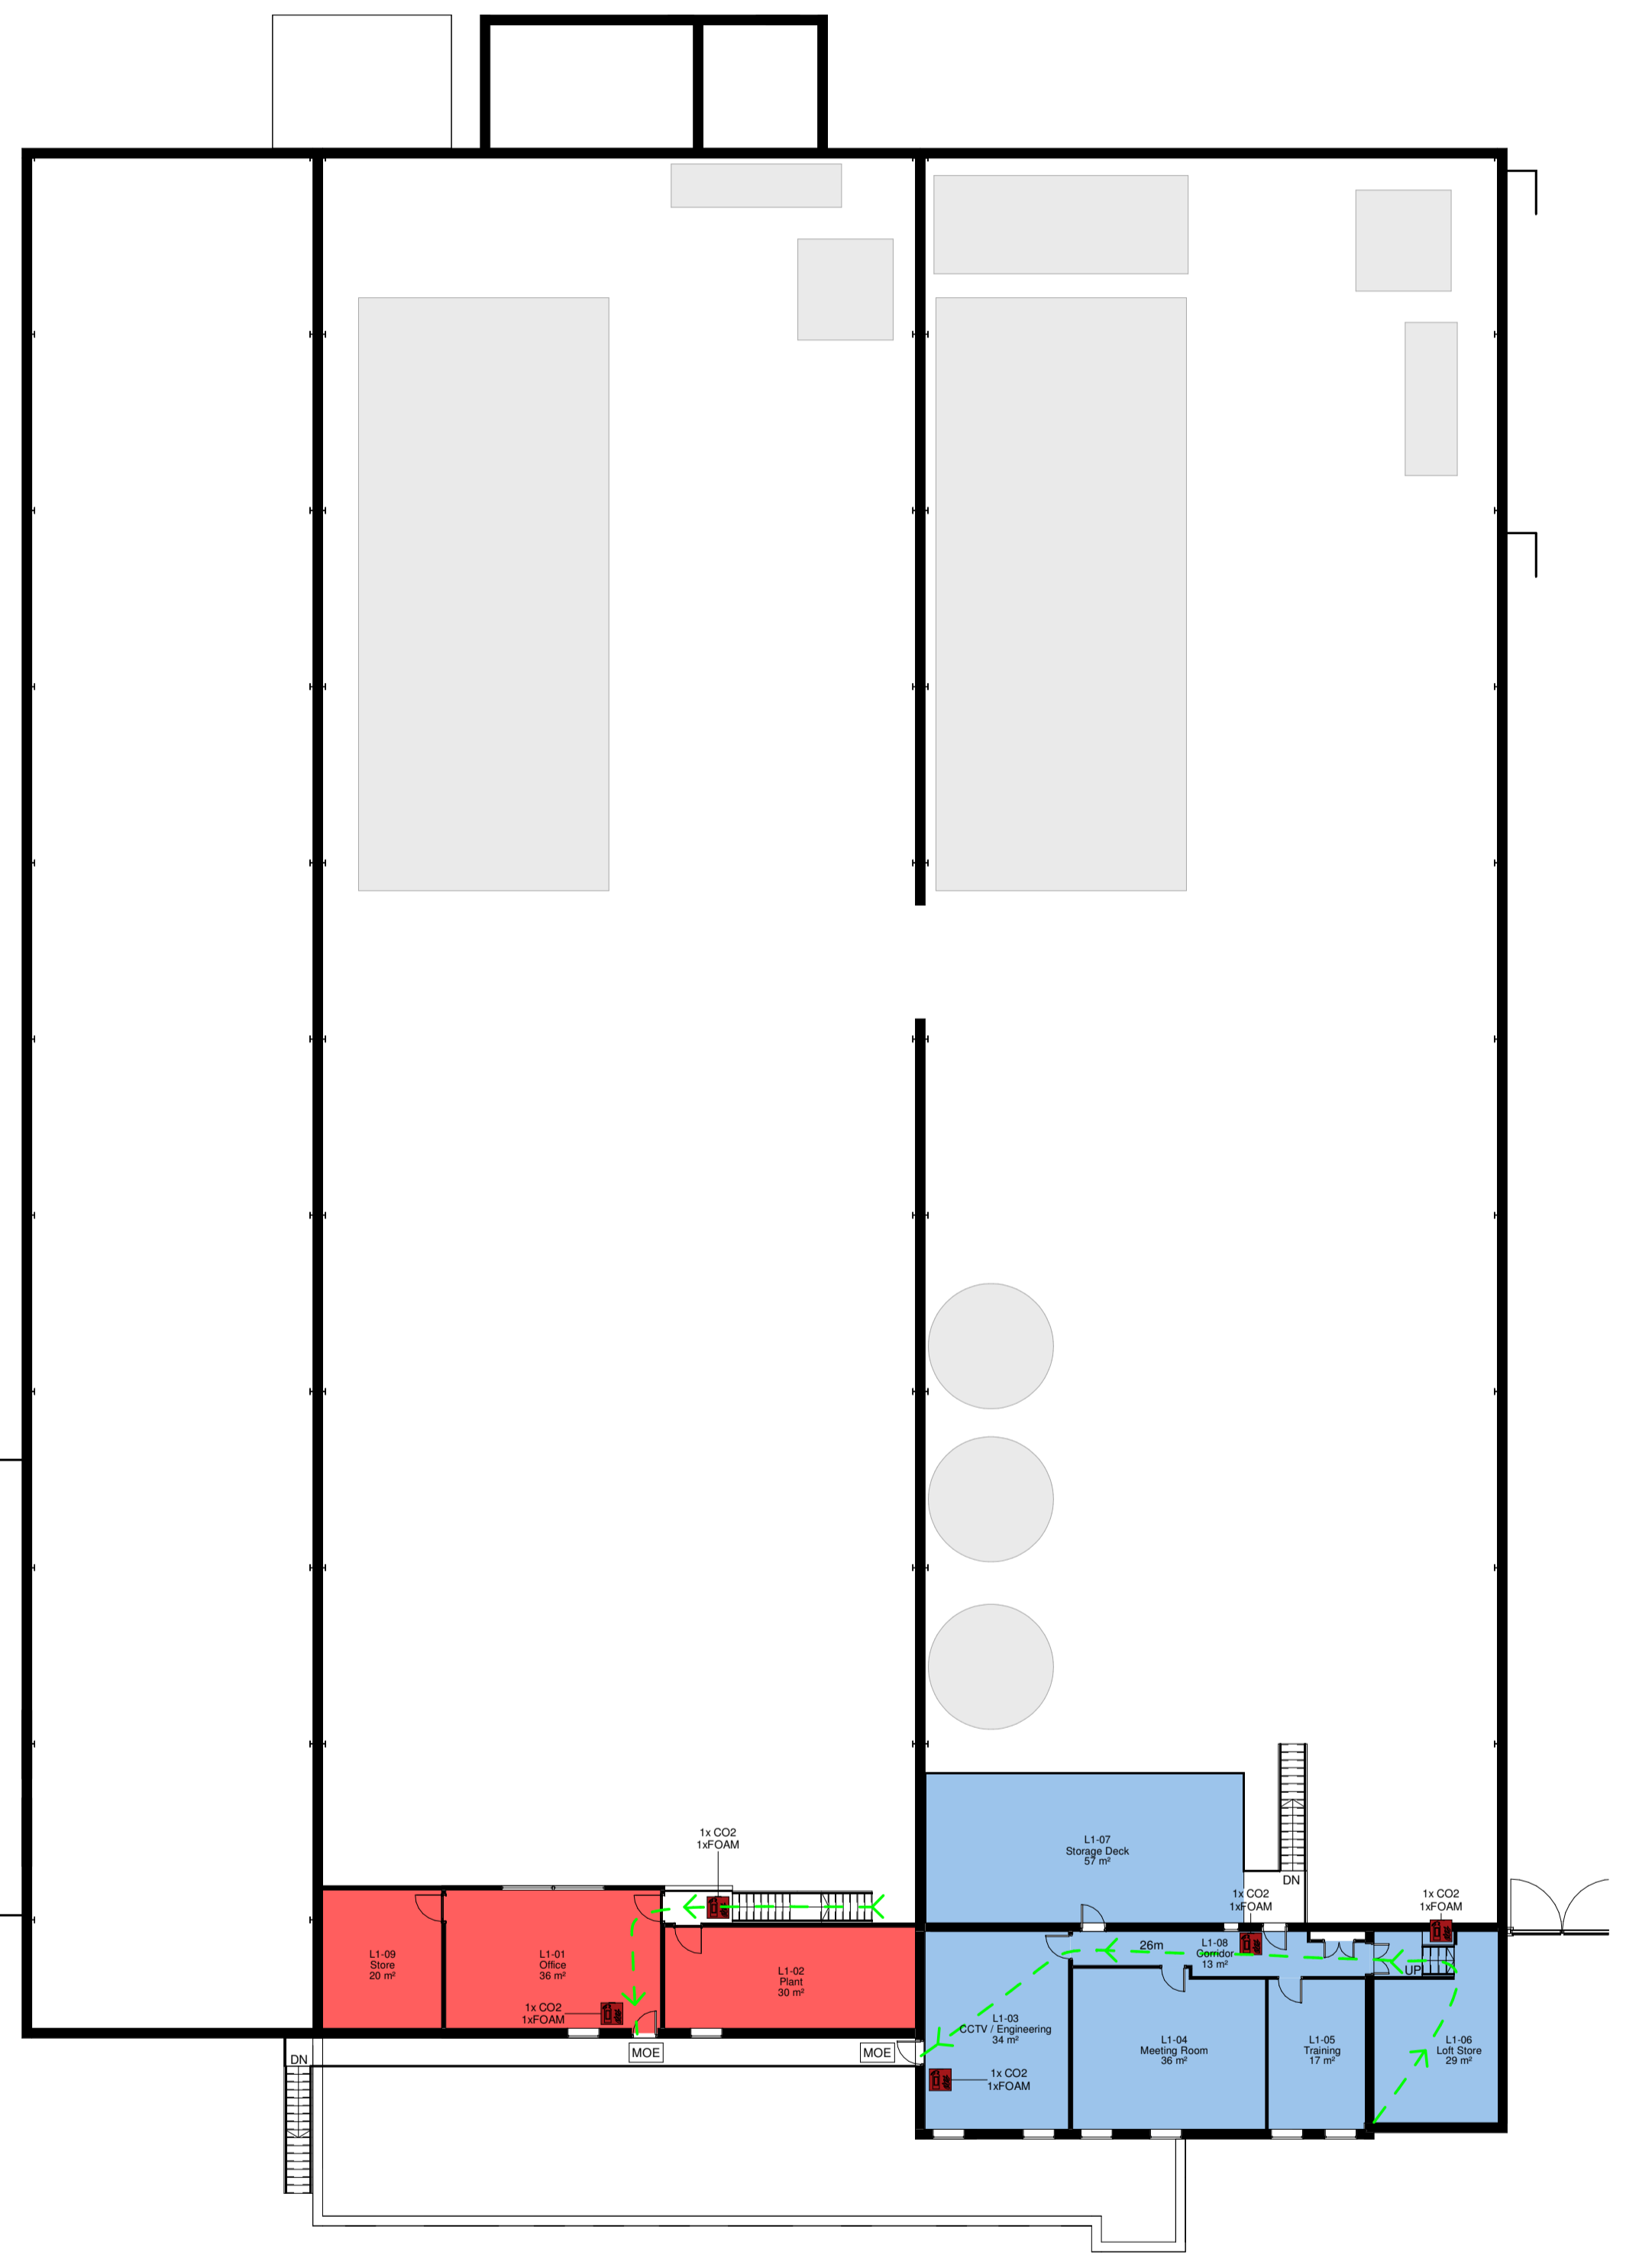 1x CO2
1xFOAM
L1-07
Storage Deck
57 m²
DN
1x CO2
1xFOAM
1x CO2
1xFOAM
26m
L1-08
Corridor
13 m²
UP
L1-09
Store
20 m²
L1-01
Office
36 m²
L1-02
Plant
30 m²
1x CO2
1xFOAM
L1-03
CCTV / Engineering
34 m²
L1-04
Meeting Room
36 m²
L1-05
Training
17 m²
L1-06
Loft Store
29 m²
MOE
MOE
DN
1x CO2
1xFOAM